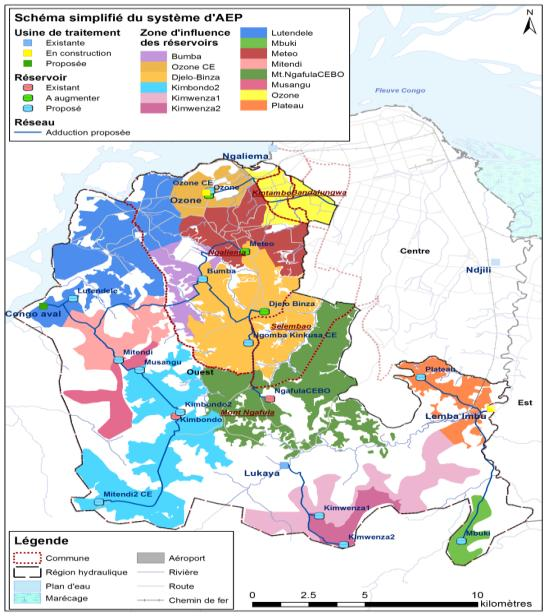 Schéma simplifié du système d'AEP
Usine de traitement
Existante
En construction
Proposée
Réservoir
Existant
A augmenter
Proposé
Réseau
Adduction proposée
Zone d'influence
des réservoirs
Bumba
Ozone CE
Djelo-Binza
Kimbondo2
Kimwenza1
Kimwenza2
Lutendele
Mbuki
Meteo
Mitendi
Mt.NgafulaCEBO
Musangu
Ozone
Plateau
N
Fleuve Congo
Ngaliema
Ozone CE
Ozone
Ozone
Kintambo
Bandalungwa
Meteo
Ngaliema
Centre
Ndjili
Bumba
Lutendele
Congo aval
Djelo Binza
Selembao
Ngomba Kinkusa CE
Mitendi
Musangu
Ouest
Plateau
NgafulaCEBO
Est
Kimbondo2
Mont Ngafula
Kimbondo
Lemba Imbu
Lukaya
Mitendi2 CE
Kimwenza1
Kimwenza2
Mbuki
Légende
Commune
Région hydraulique
Plan d'eau
Marécage
Aéroport
Rivière
Route
Chemin de fer
0 2.5 5 10
kilomètres